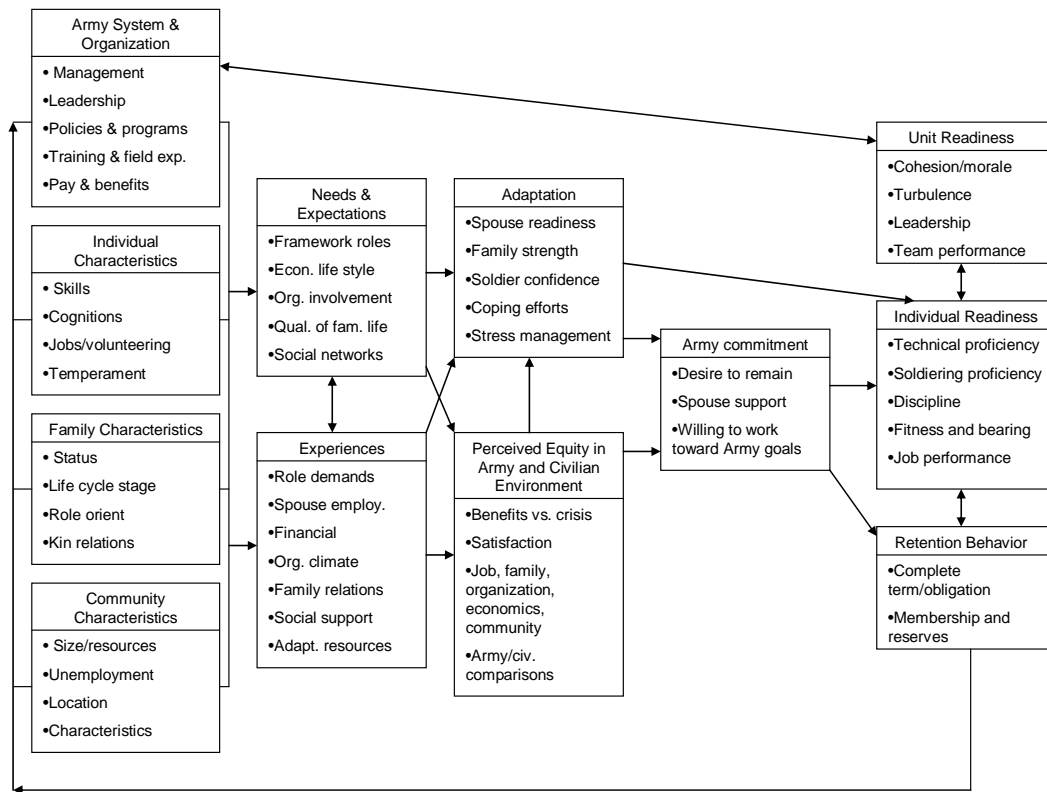 Army System &
Organization
• Management
•Leadership
•Policies & programs
•Training & field exp.
•Pay & benefits
Individual
Characteristics
• Skills
•Cognitions
•Jobs/volunteering
•Temperament
Family Characteristics
• Status
•Life cycle stage
•Role orient
•Kin relations
Community
Characteristics
• Size/resources
•Unemployment
•Location
•Characteristics
Needs &
Expectations
•Framework roles
•Econ. life style
•Org. involvement
•Qual. of fam. life
•Social networks
Experiences
•Role demands
•Spouse employ.
•Financial
•Org. climate
•Family relations
•Social support
•Adapt. resources
Adaptation
•Spouse readiness
•Family strength
•Soldier confidence
•Coping efforts
•Stress management
Perceived Equity in
Army and Civilian
Environment
•Benefits vs. crisis
•Satisfaction
•Job, family,
organization,
economics,
community
•Army/civ.
comparisons
Army commitment
•Desire to remain
•Spouse support
•Willing to work
toward Army goals
Unit Readiness
•Cohesion/morale
•Turbulence
•Leadership
•Team performance
Individual Readiness
•Technical proficiency
•Soldiering proficiency
•Discipline
•Fitness and bearing
•Job performance
Retention Behavior
•Complete
term/obligation
•Membership and
reserves